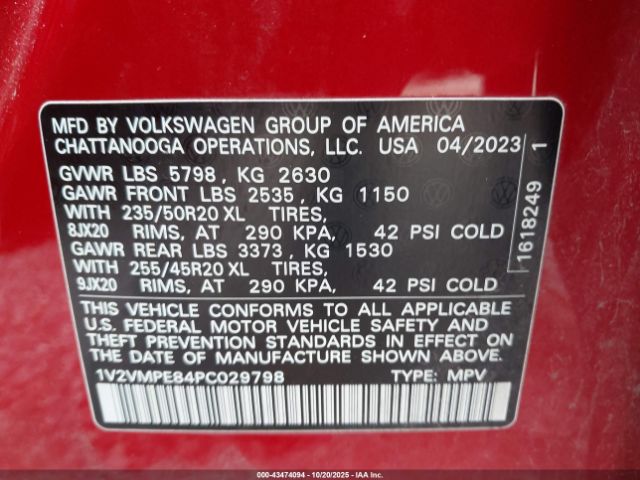 MFD BY VOLKSWAGEN GROUP OF AMERICA
CHATTANOOGA OPERATIONS, LLC. USA 04/2023
GVWR LBS 5798, KG 2630
GAWR FRONT LBS 2535, KG 1150
WITH 235/50R20 XL TIRES,
8JX20 RIMS, AT 290 KPA, 42 PSI COLD
GAWR REAR LBS 3373, KG 1530
WITH 255/45R20 XL TIRES,
9JX20 RIMS, AT 290 KPA, 42 PSI COLD
THIS VEHICLE CONFORMS TO ALL APPLICABLE
U.S. FEDERAL MOTOR VEHICLE SAFETY AND
THEFT PREVENTION STANDARDS IN EFFECT ON
THE DATE OF MANUFACTURE SHOWN ABOVE.
1V2VMPE84PC029798 TYPE: MPV
1618249 1
000-43474094 - 10/20/2025 - IAA, Inc.